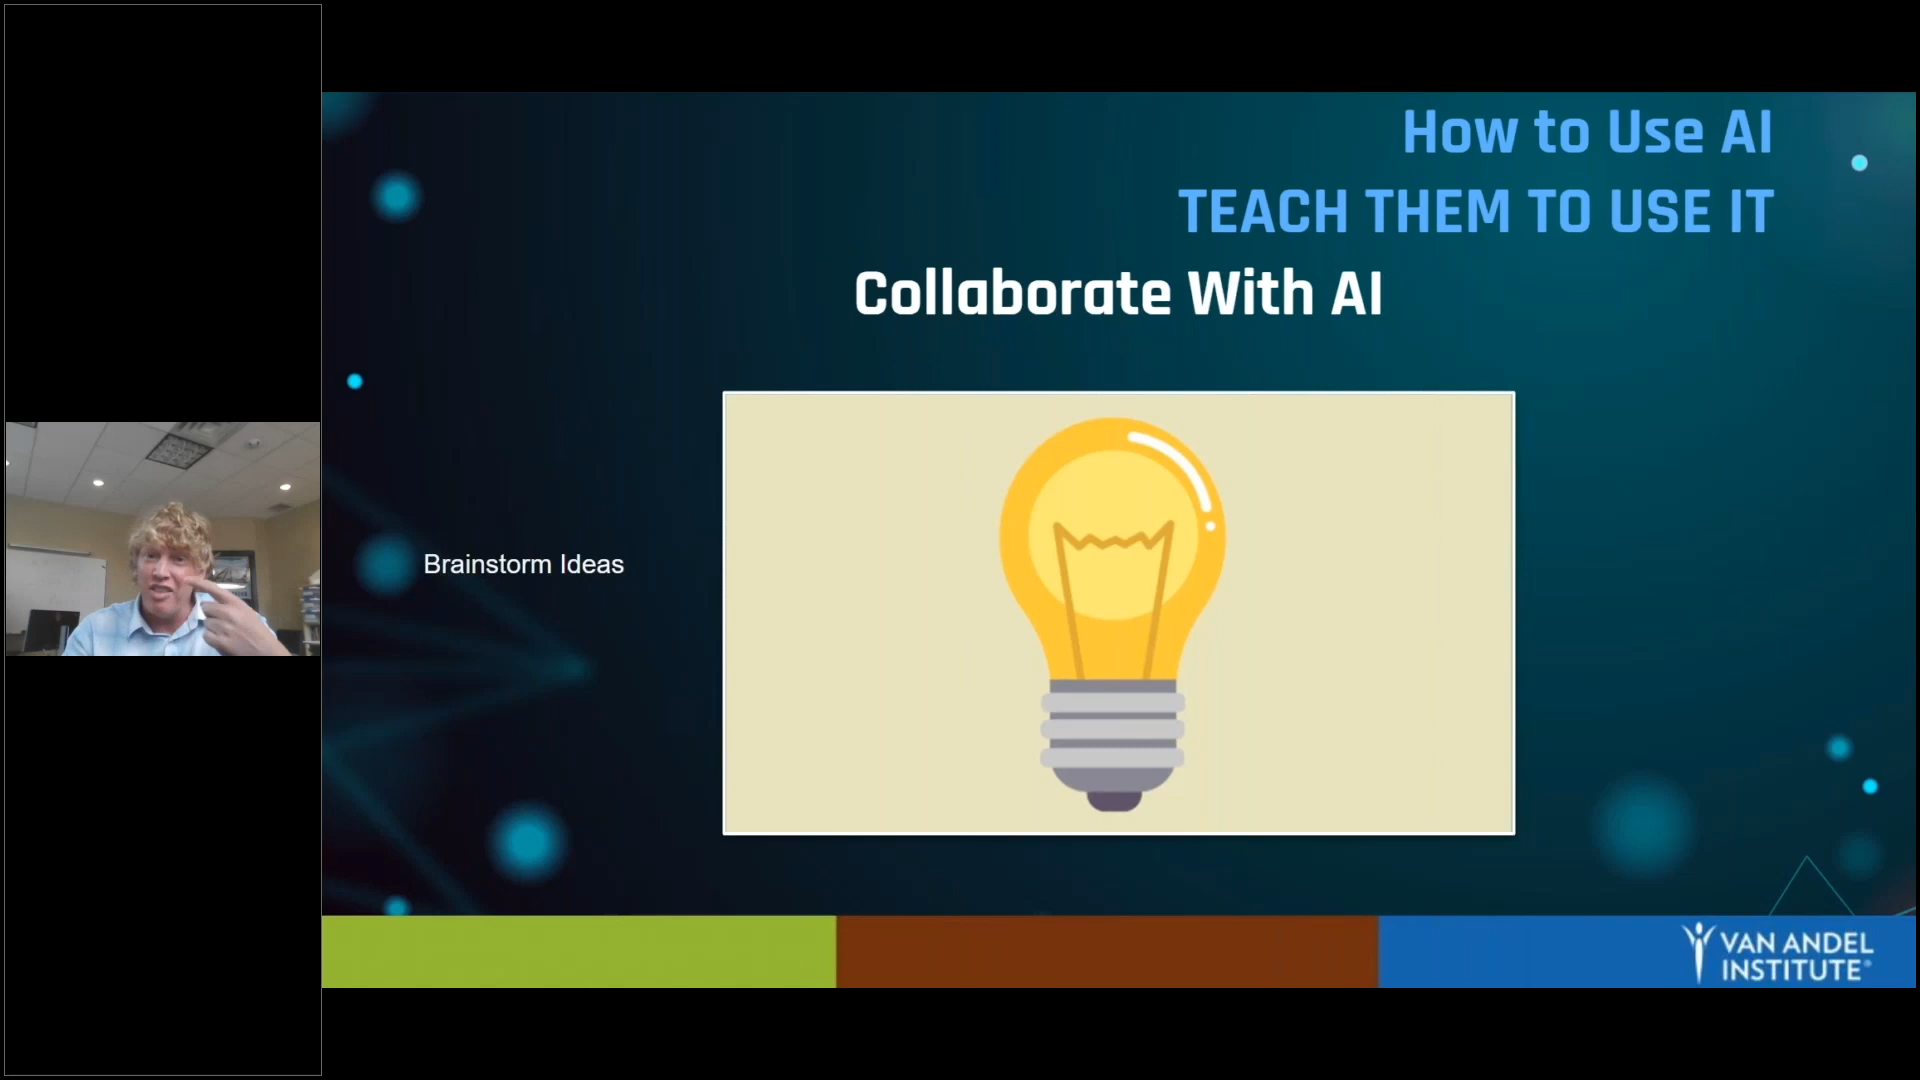 How to Use AI
TEACH THEM TO USE IT
Collaborate With AI
Brainstorm Ideas
VAN ANDEL
INSTITUTE®